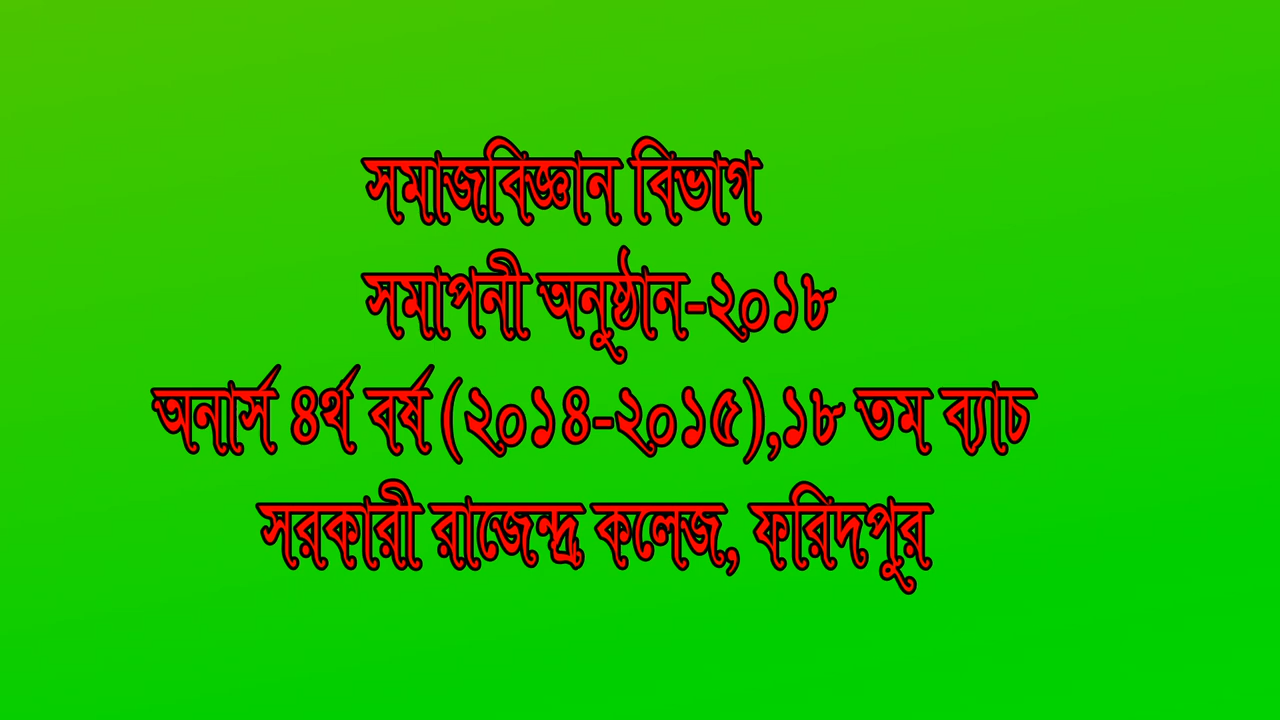 সমাজবিজ্ঞান বিভাগ
সমাপনী অনুষ্ঠান-২০১৮
অনার্স ৪র্থ বর্ষ (২০১৪-২০১৫),১৮ তম ব্যাচ
সরকারী রাজেন্দ্র কলেজ, ফরিদপুর